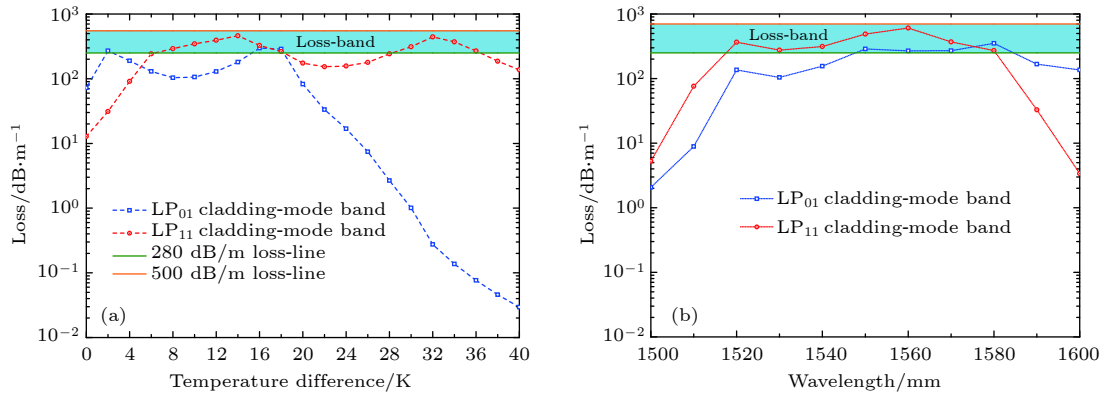 10³
10²
10¹
10⁰
10⁻¹
10⁻²
Loss/dB·m⁻¹
Loss-band
LP₀₁ cladding-mode band
LP₁₁ cladding-mode band
280 dB/m loss-line
500 dB/m loss-line
(a)
0 4 8 12 16 20 24 28 32 36 40
Temperature difference/K
10³
10²
10¹
10⁰
10⁻¹
10⁻²
Loss/dB·m⁻¹
Loss-band
LP₀₁ cladding-mode band
LP₁₁ cladding-mode band
(b)
1500 1520 1540 1560 1580 1600
Wavelength/mm